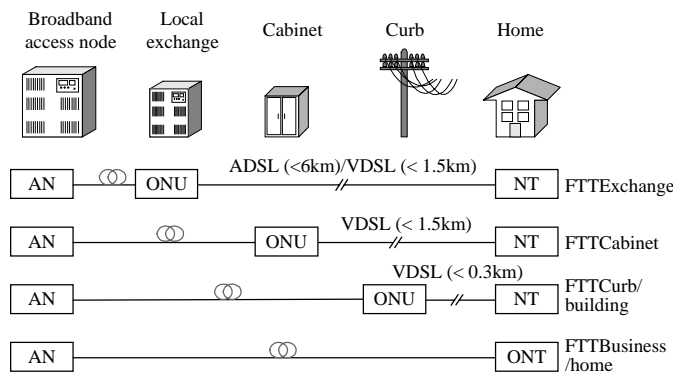 Broadband
access node
Local
exchange
Cabinet
Curb
Home
ADSL (<6km)/VDSL (< 1.5km)
AN
ONU
NT
FTTExchange
VDSL (< 1.5km)
AN
ONU
NT
FTTCabinet
VDSL (< 0.3km)
AN
ONU
NT
FTTCurb/
building
AN
ONT
FTTBusiness
/home